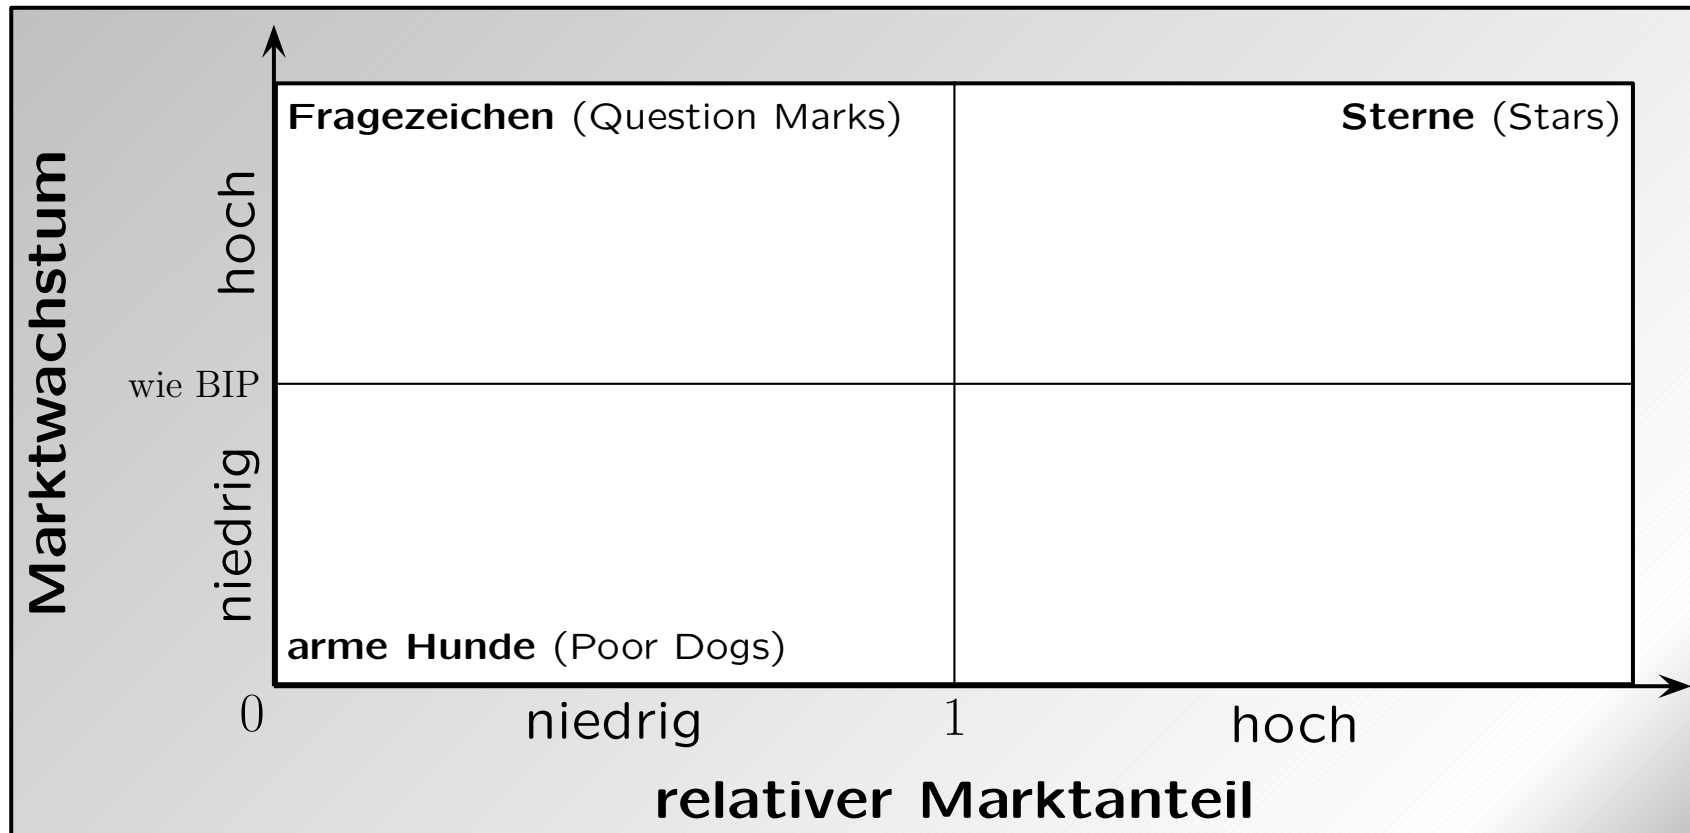 Fragezeichen (Question Marks)
Sterne (Stars)
Marktwachstum
hoch
wie BIP
niedrig
arme Hunde (Poor Dogs)
0
niedrig
1
hoch
relativer Marktanteil